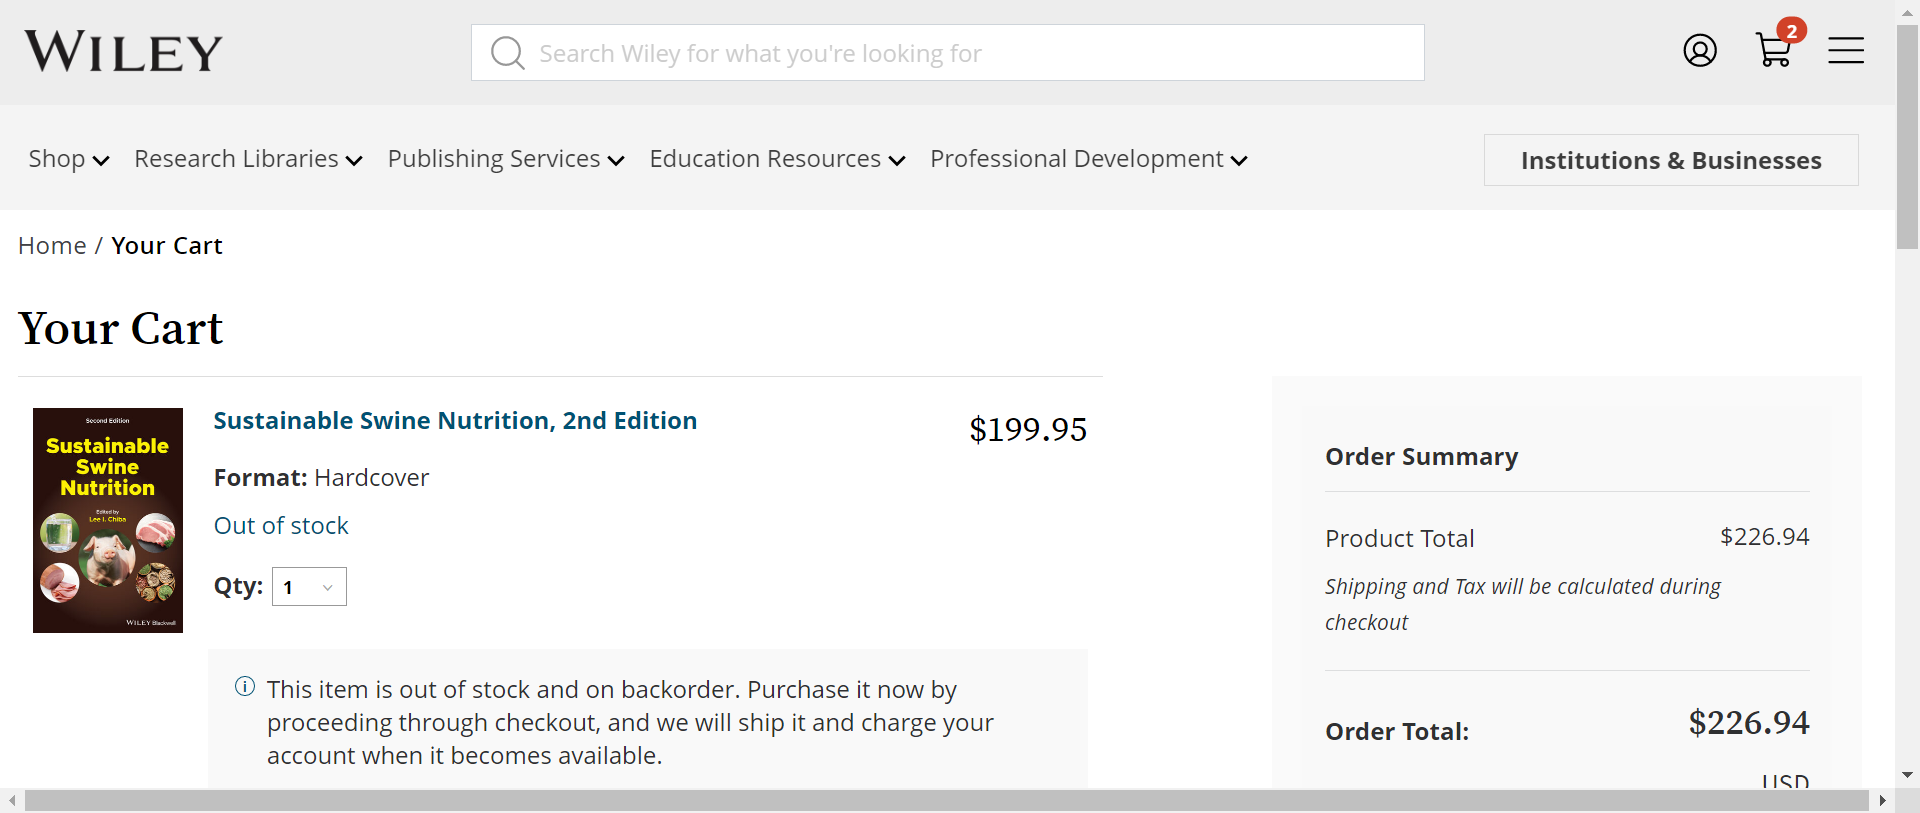 WILEY
Search Wiley for what you're looking for
2
Shop
Research Libraries
Publishing Services
Education Resources
Professional Development
Institutions & Businesses
Home / Your Cart
Your Cart
Second Edition
Sustainable
Swine
Nutrition
Edited by
Lee I. Chiba
WILEY Blackwell
Sustainable Swine Nutrition, 2nd Edition
$199.95
Format: Hardcover
Out of stock
Qty: 1
This item is out of stock and on backorder. Purchase it now by
proceeding through checkout, and we will ship it and charge your
account when it becomes available.
Order Summary
Product Total $226.94
Shipping and Tax will be calculated during
checkout
Order Total: $226.94
USD